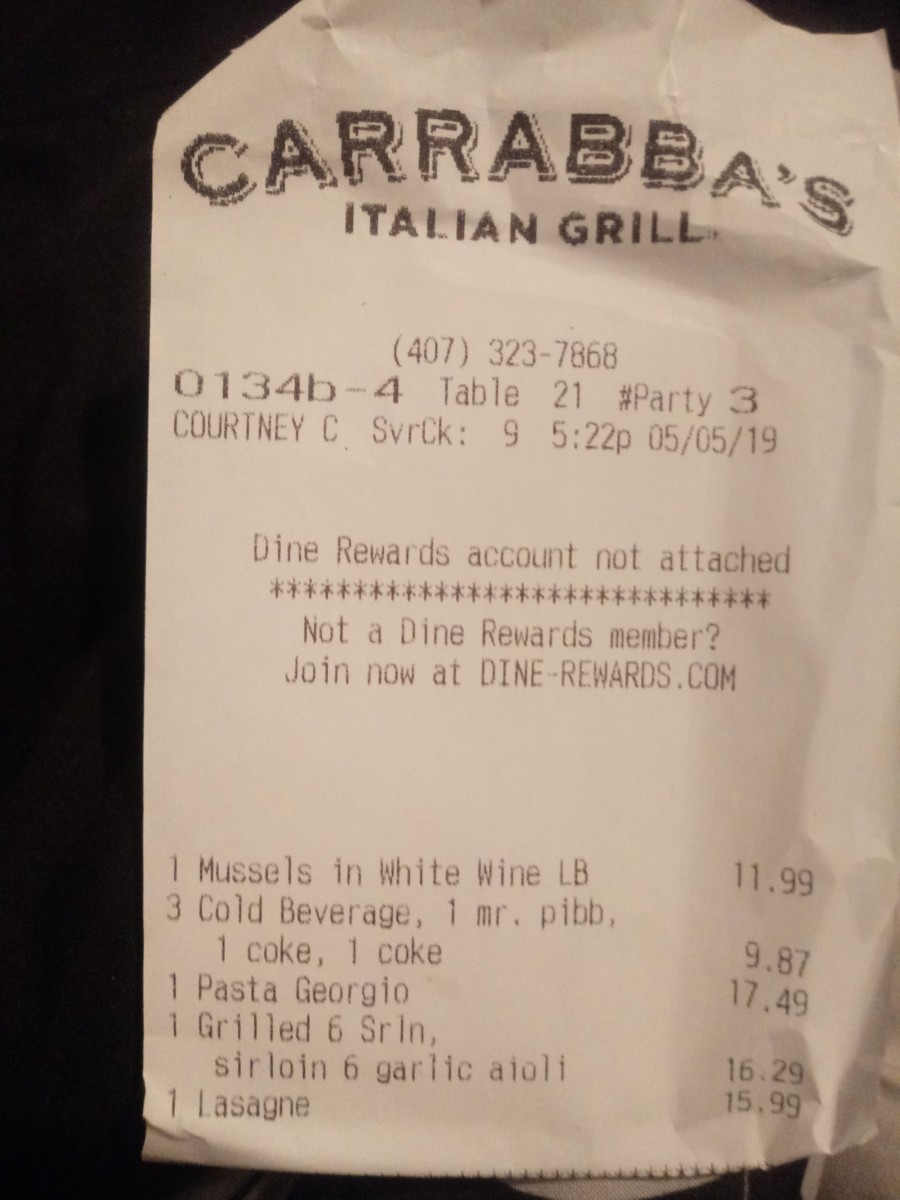 CARRABBA'S
ITALIAN GRILL
(407) 323-7868
0134b-4 Table 21 #Party 3
COURTNEY C SvrCk: 9 5:22p 05/05/19
Dine Rewards account not attached
*******************************
Not a Dine Rewards member?
Join now at DINE-REWARDS.COM
1 Mussels in White Wine LB 11.99
3 Cold Beverage, 1 mr. pibb,
1 coke, 1 coke 9.87
1 Pasta Georgio 17.49
1 Grilled 6 Srln,
sirloin 6 garlic aioli 16.29
1 Lasagne 15.99